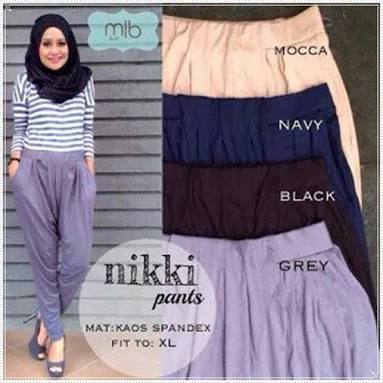 mlb
MOCCA
NAVY
BLACK
GREY
nikki
pants
MAT:KAOS SPANDEX
FIT TO: XL